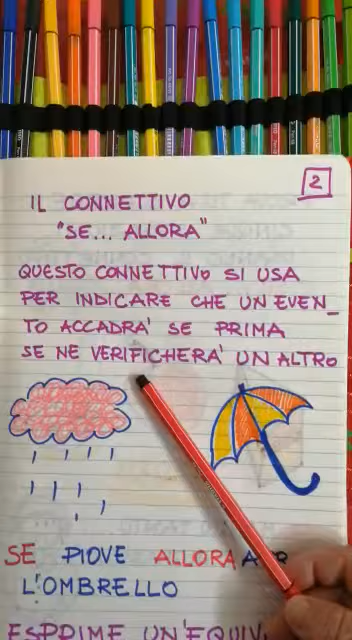 2
IL CONNETTIVO
"SE... ALLORA"
QUESTO CONNETTIVO SI USA
PER INDICARE CHE UN EVEN_
TO ACCADRA' SE PRIMA
SE NE VERIFICHERA' UN ALTRO
SE PIOVE ALLORA
L'OMBRELLO
ESPRIME